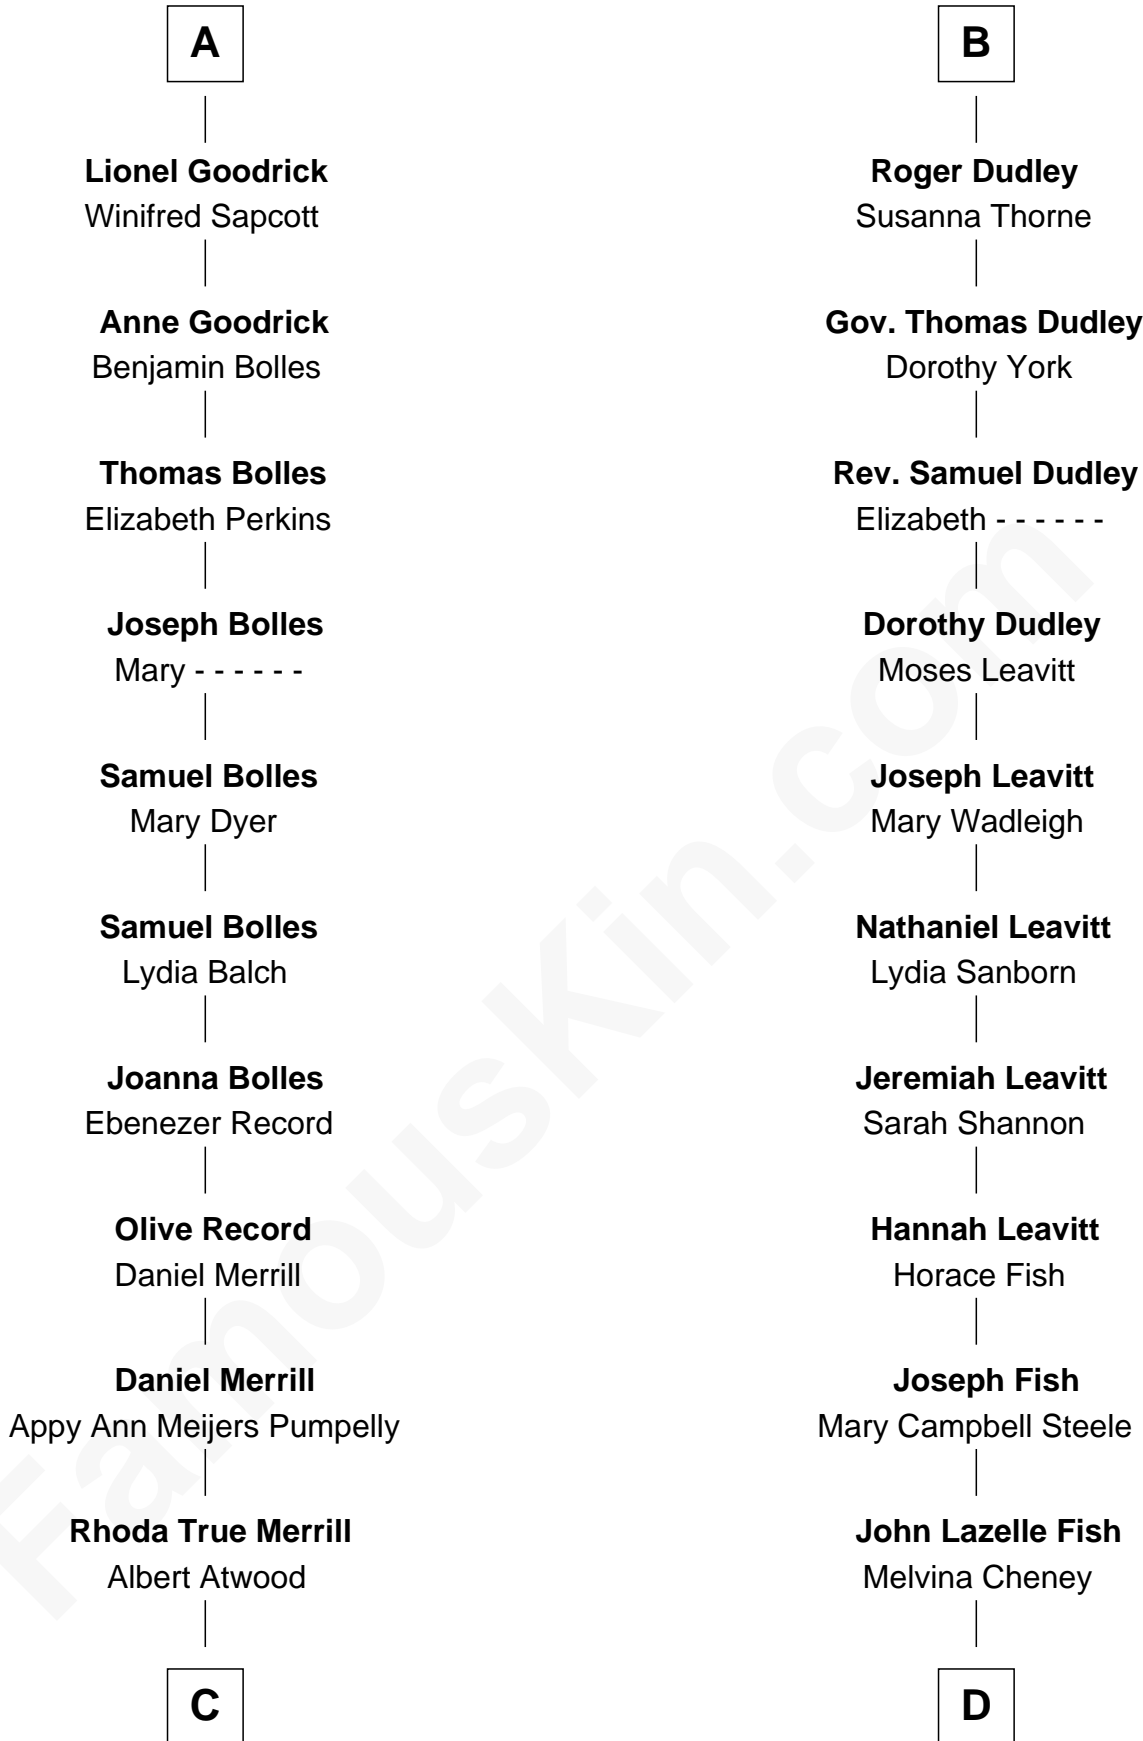 A
Lionel Goodrick
Winifred Sapcott
Anne Goodrick
Benjamin Bolles
Thomas Bolles
Elizabeth Perkins
Joseph Bolles
Mary - - - - - -
Samuel Bolles
Mary Dyer
Samuel Bolles
Lydia Balch
Joanna Bolles
Ebenezer Record
Olive Record
Daniel Merrill
Daniel Merrill
Appy Ann Meijers Pumpelly
Rhoda True Merrill
Albert Atwood
C
B
Roger Dudley
Susanna Thorne
Gov. Thomas Dudley
Dorothy York
Rev. Samuel Dudley
Elizabeth - - - - - -
Dorothy Dudley
Moses Leavitt
Joseph Leavitt
Mary Wadleigh
Nathaniel Leavitt
Lydia Sanborn
Jeremiah Leavitt
Sarah Shannon
Hannah Leavitt
Horace Fish
Joseph Fish
Mary Campbell Steele
John Lazelle Fish
Melvina Cheney
D
FamousKin.com